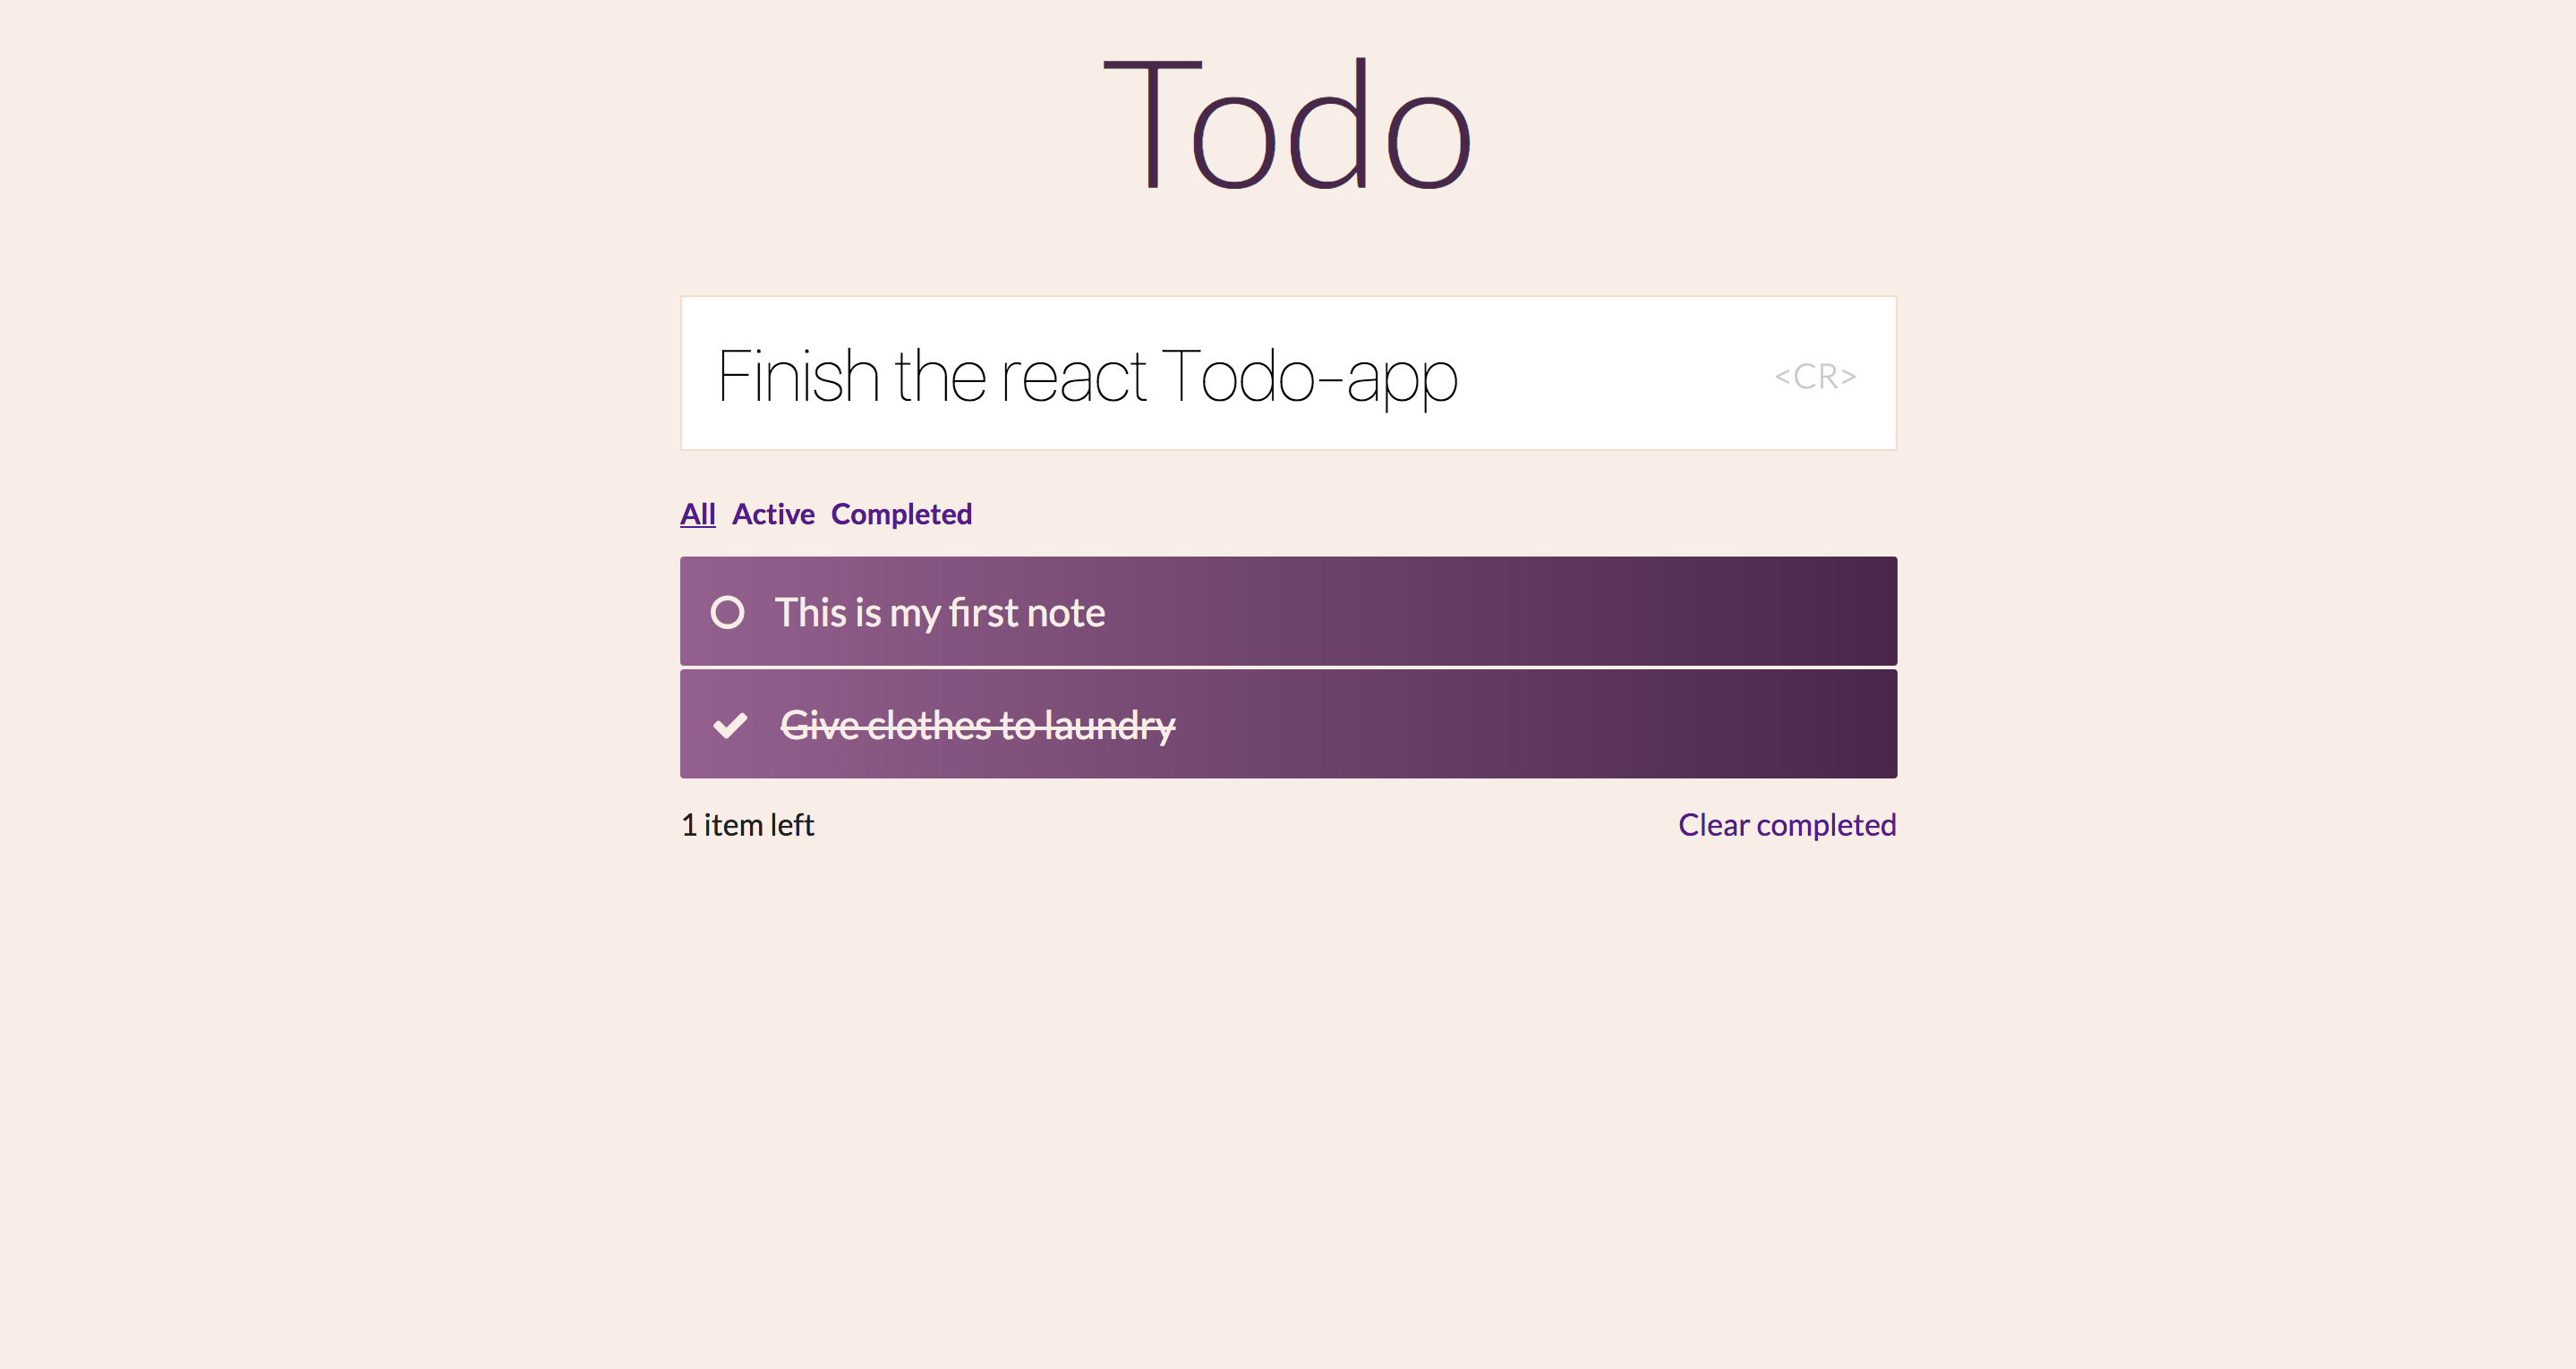 Todo
Finish the react Todo-app <CR>
All Active Completed
This is my first note
Give clothes to laundry
1 item left Clear completed